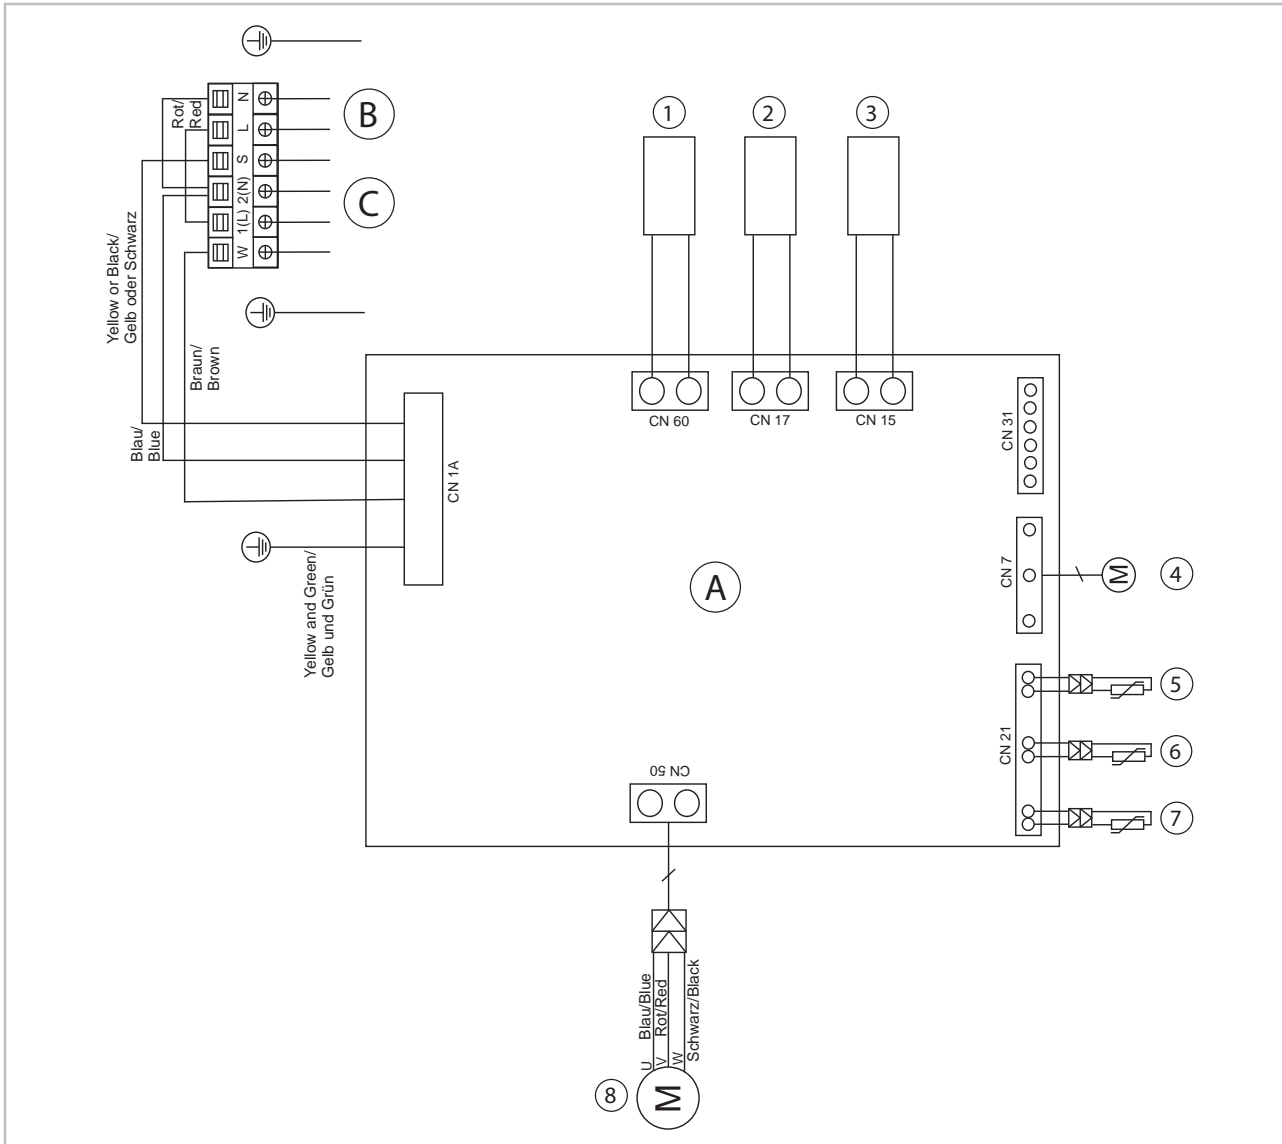 N
L
S
2(N)
1(L)
W
B
C
Rot/
Red
Yellow or Black/
Gelb oder Schwarz
Braun/
Brown
Blau/
Blue
Yellow and Green/
Gelb und Grün
CN 1A
1
2
3
CN 60
CN 17
CN 15
CN 31
CN 7
M
4
A
CN 21
5
6
7
CN 50
Blau/Blue
Rot/Red
Schwarz/Black
U
V
W
8
M